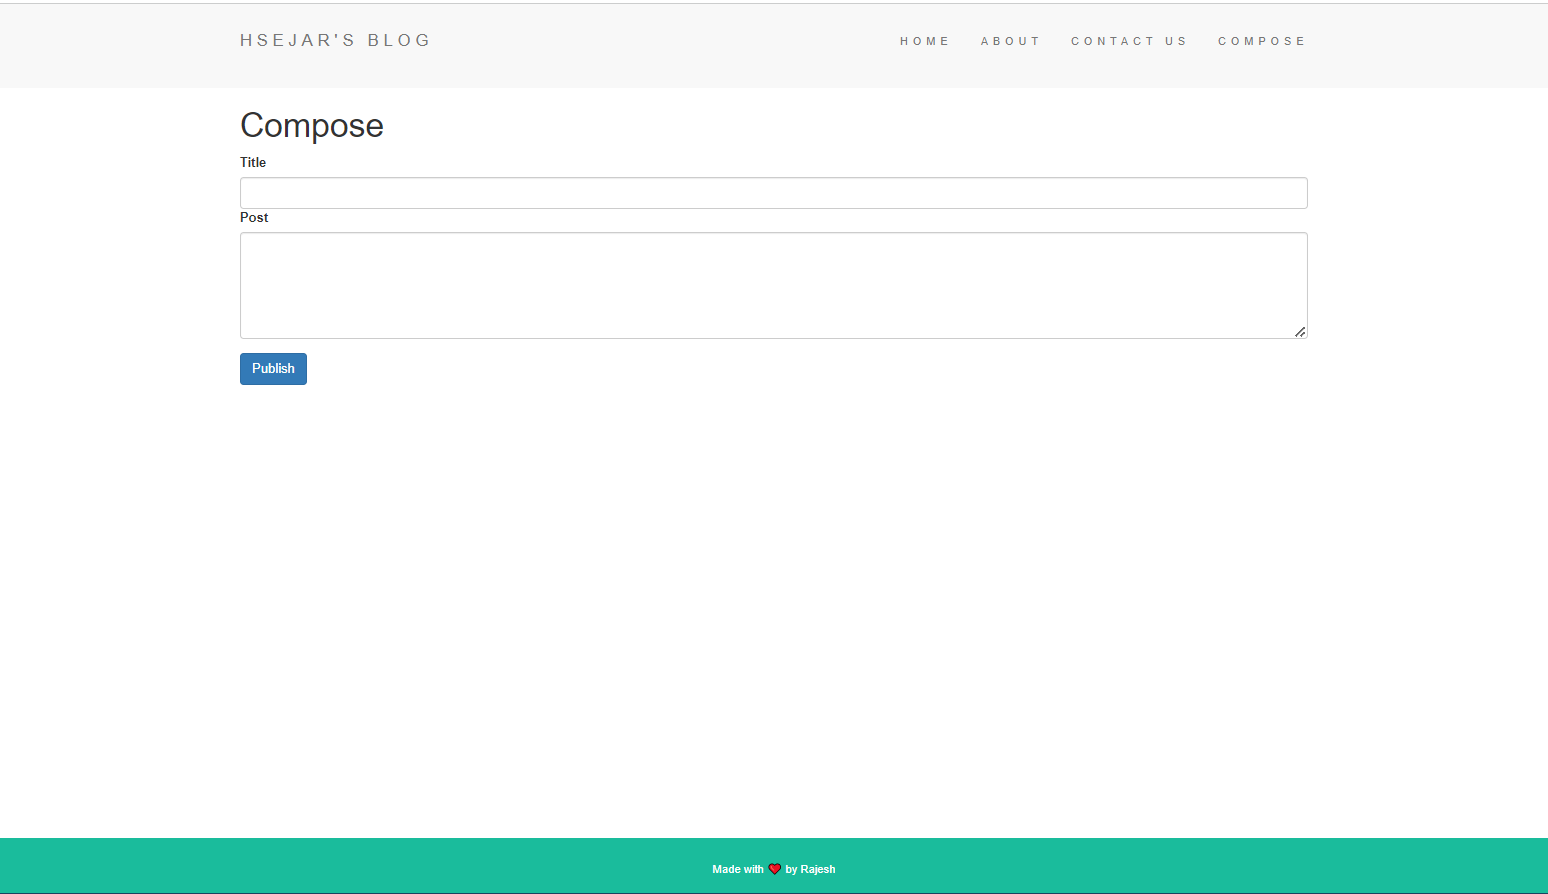 HSEJAR'S BLOG
HOME ABOUT CONTACT US COMPOSE
Compose
Title
Post
Publish
Made with ❤ by Rajesh